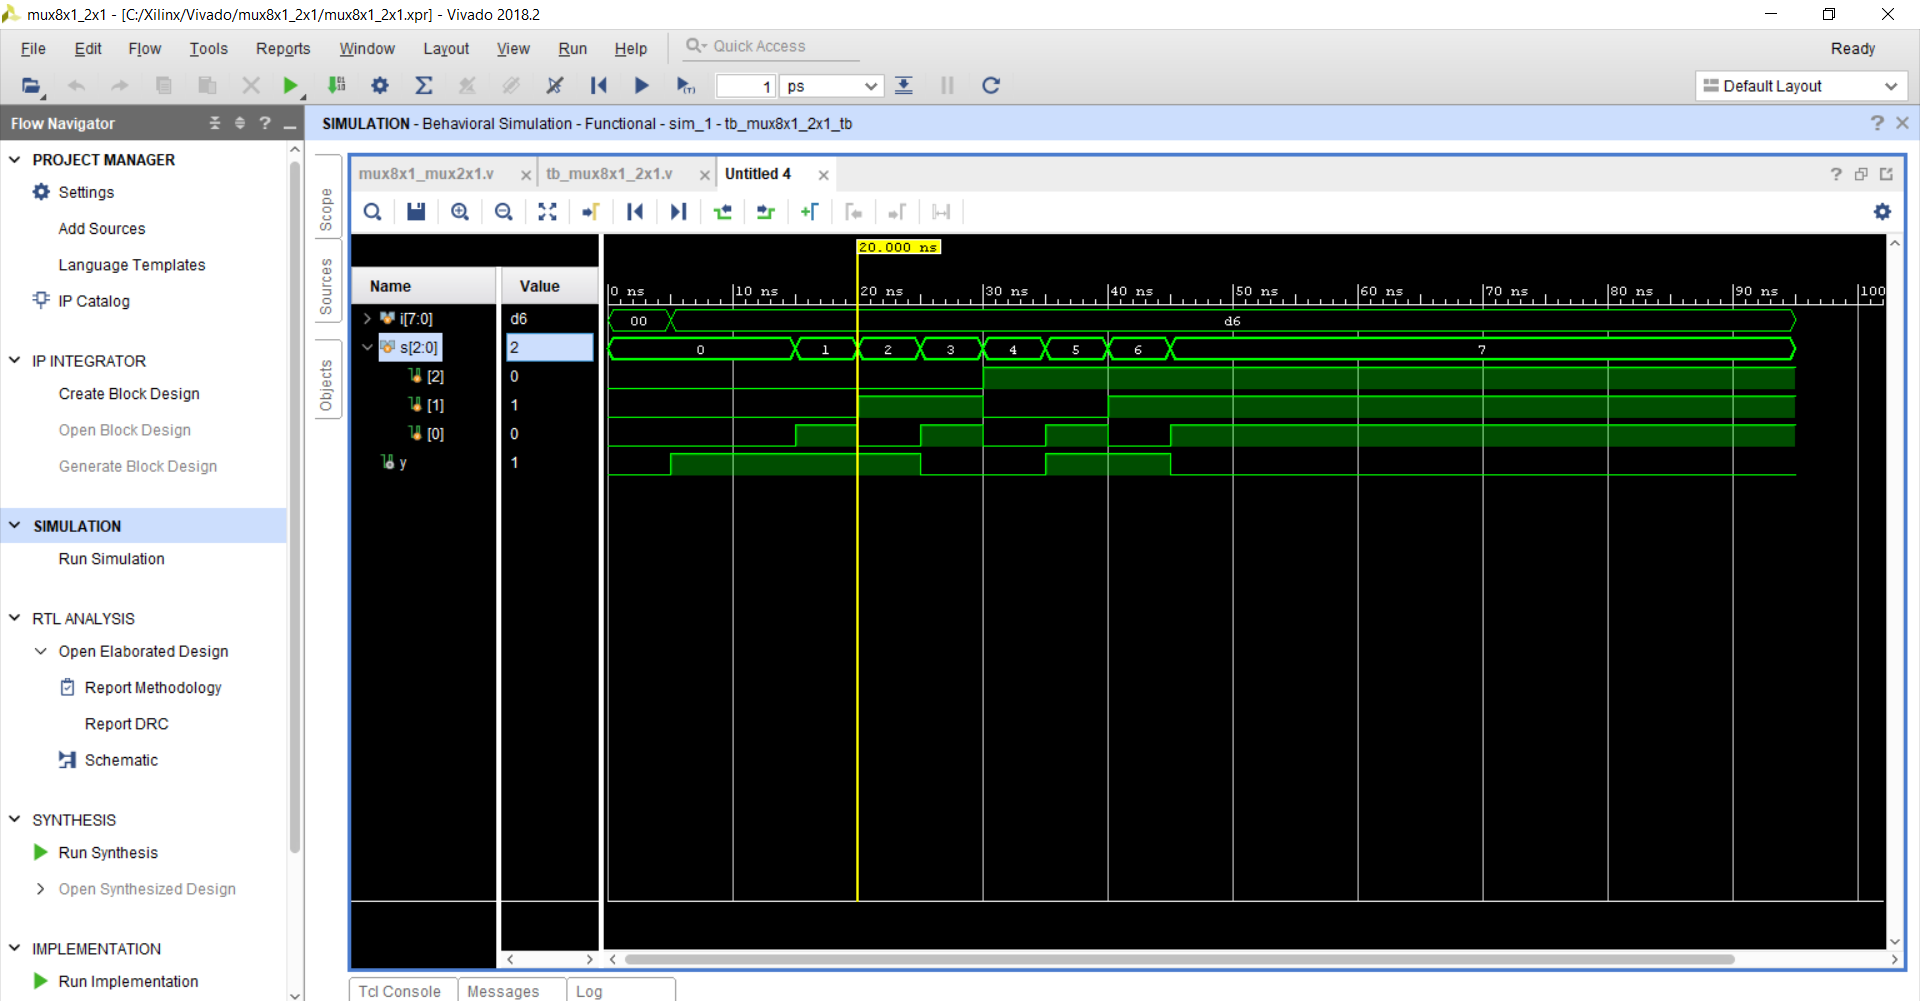 mux8x1_2x1 - [C:/Xilinx/Vivado/mux8x1_2x1/mux8x1_2x1.xpr] - Vivado 2018.2
File Edit Flow Tools Reports Window Layout View Run Help Quick Access Ready
1 ps Default Layout
Flow Navigator
SIMULATION - Behavioral Simulation - Functional - sim_1 - tb_mux8x1_2x1_tb
PROJECT MANAGER
Settings
Add Sources
Language Templates
IP Catalog
IP INTEGRATOR
Create Block Design
Open Block Design
Generate Block Design
SIMULATION
Run Simulation
RTL ANALYSIS
Open Elaborated Design
Report Methodology
Report DRC
Schematic
SYNTHESIS
Run Synthesis
Open Synthesized Design
IMPLEMENTATION
Run Implementation
Scope
Sources
Objects
mux8x1_mux2x1.v tb_mux8x1_2x1.v Untitled 4
20.000 ns
Name Value
0 ns 10 ns 20 ns 30 ns 40 ns 50 ns 60 ns 70 ns 80 ns 90 ns 100
i[7:0] d6 00 d6
s[2:0] 2 0 1 2 3 4 5 6 7
[2] 0
[1] 1
[0] 0
y 1
Tcl Console Messages Log